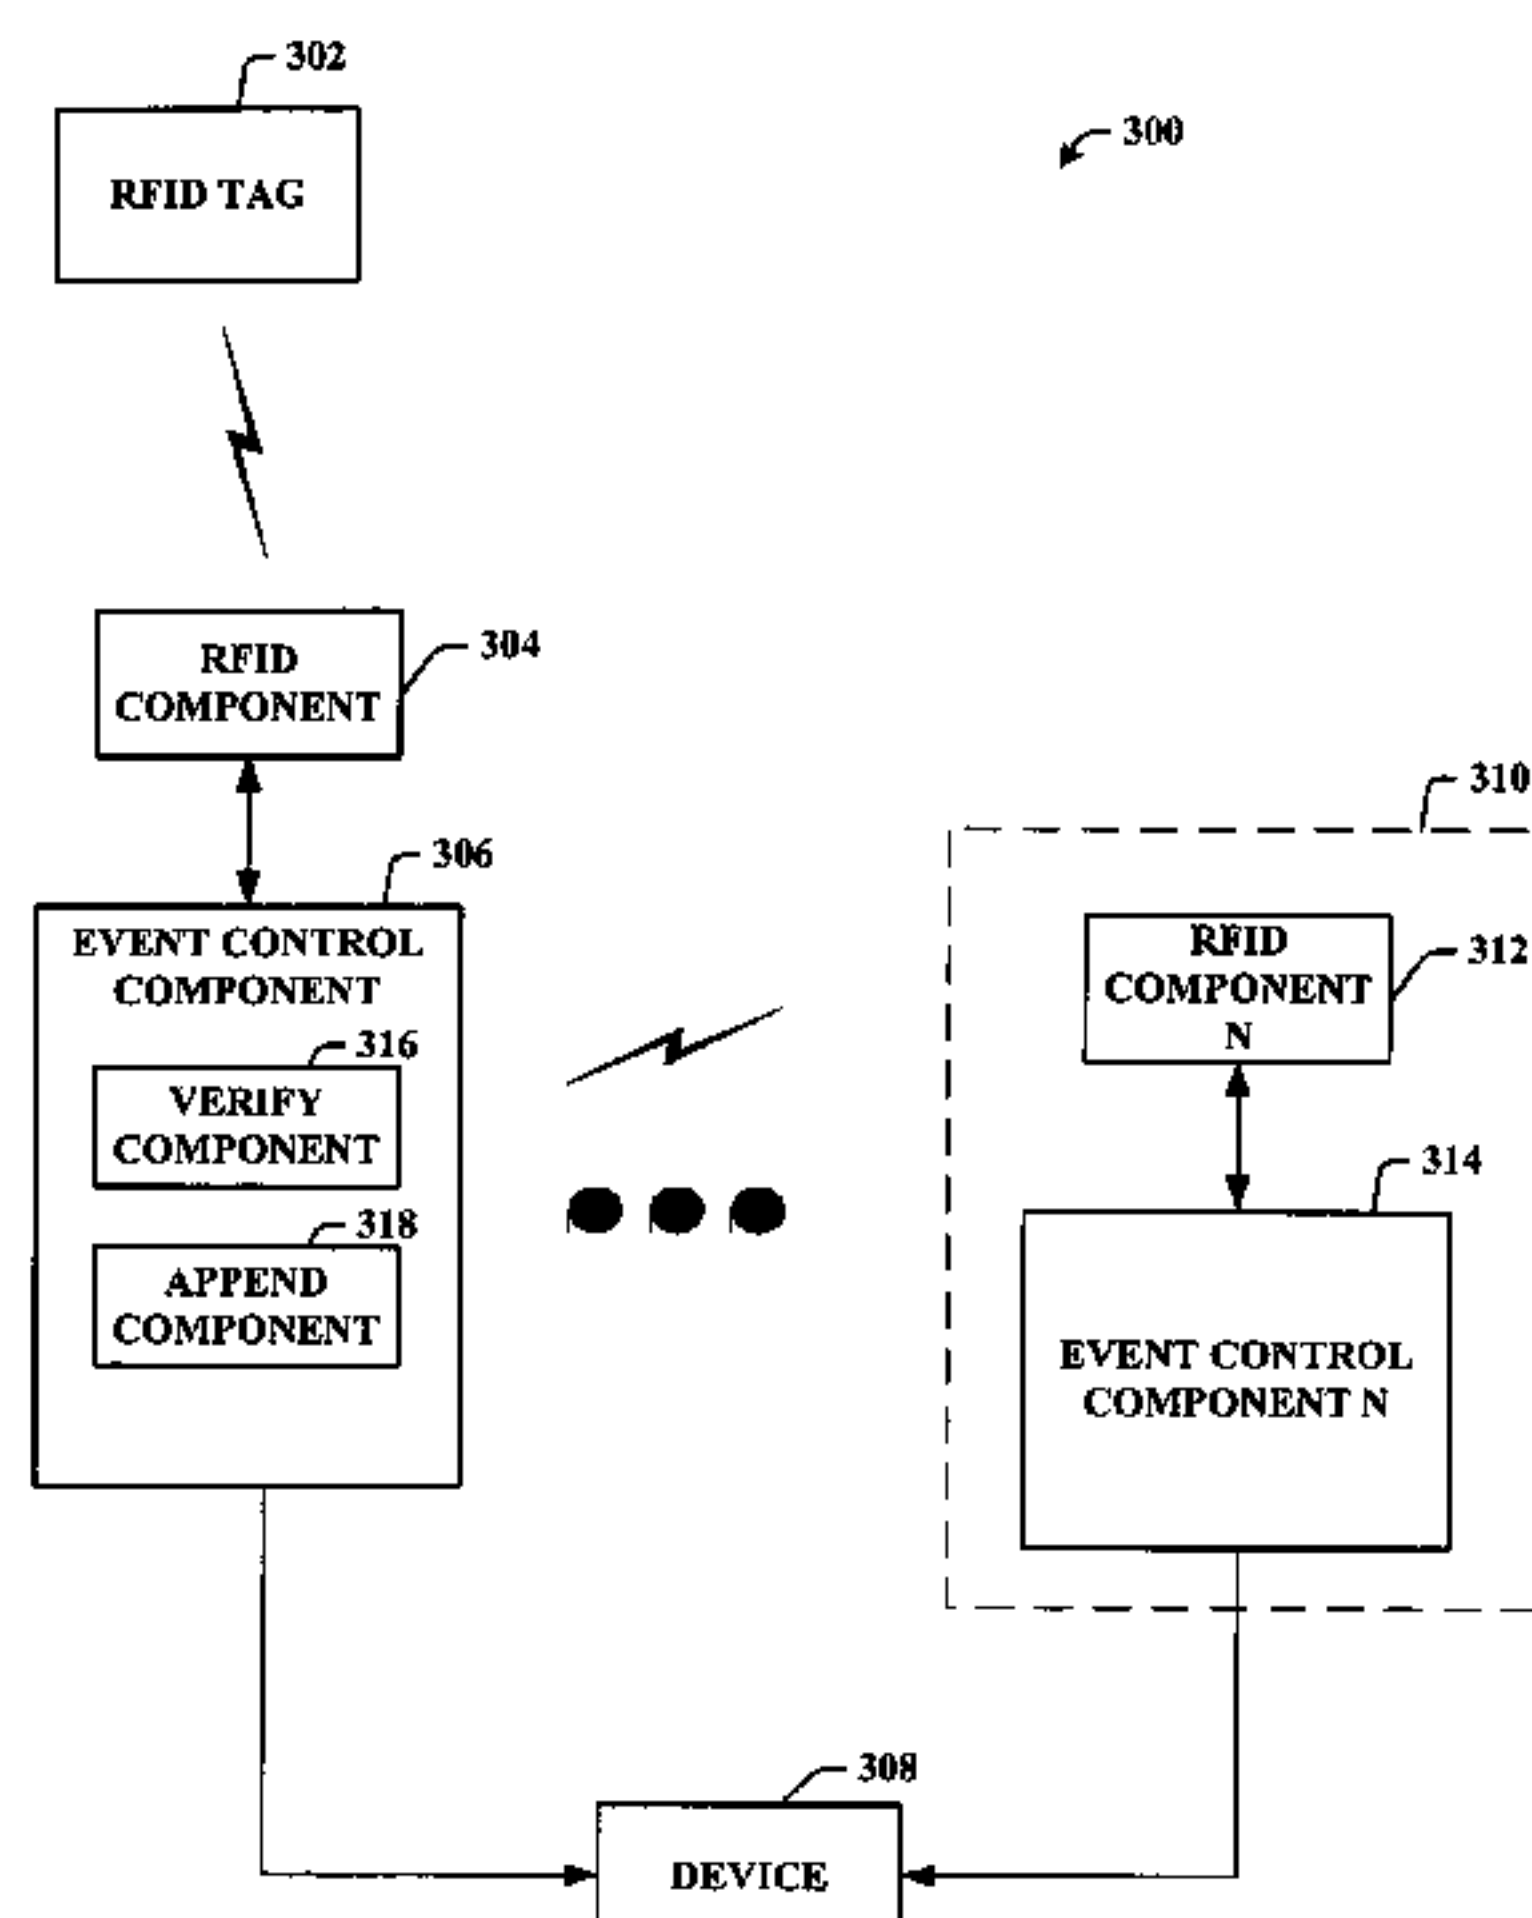 302
300
RFID TAG
RFID
COMPONENT
304
310
306
EVENT CONTROL
COMPONENT
RFID
COMPONENT
N
312
316
VERIFY
COMPONENT
314
318
APPEND
COMPONENT
EVENT CONTROL
COMPONENT N
308
DEVICE